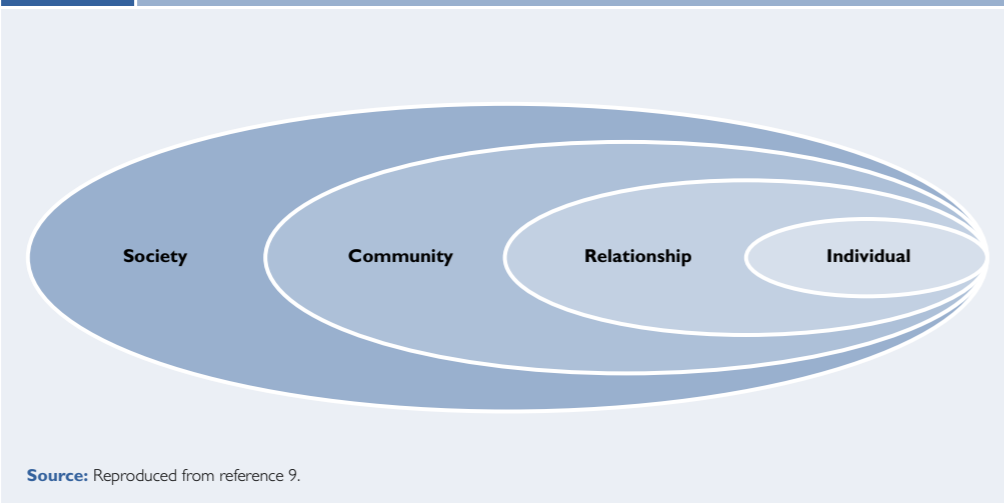 Society Community Relationship Individual
Source: Reproduced from reference 9.